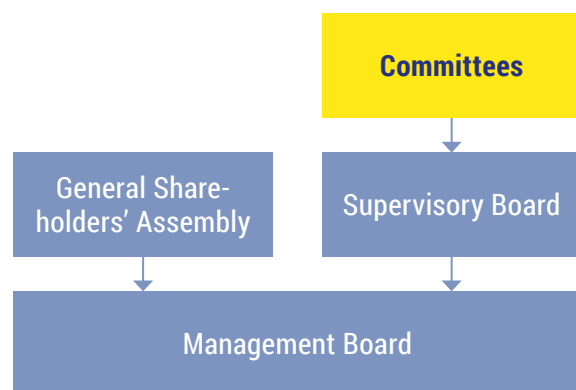 Committees
General Share-
holders’ Assembly
Supervisory Board
Management Board